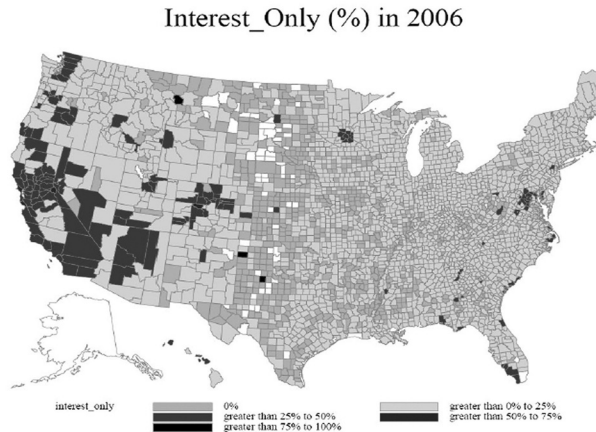 Interest_Only (%) in 2006
interest_only 0% greater than 0% to 25%
greater than 25% to 50% greater than 50% to 75%
greater than 75% to 100%